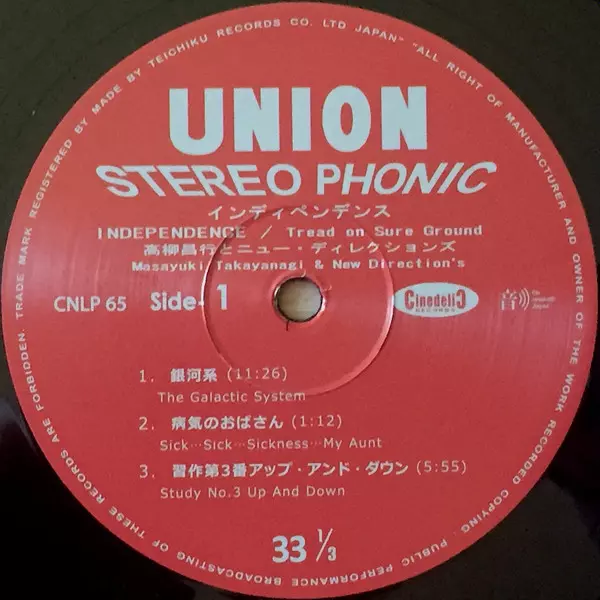 TRADE MARK REGISTERED BY MADE BY TEICHIKU RECORDS CO. LTD JAPAN" "ALL RIGHT OF MANUFACTURER AND OWNER OF THE WORK RECORDED COPYING · PUBLIC PERFORMANCE BROADCASTING OF THESE RECORDS ARE FORBIDDEN.
UNION
STEREO PHONIC
インディペンデンス
INDEPENDENCE / Tread on Sure Ground
高柳昌行とニュー・ディレクションズ
Masayuki Takayanagi & New Direction's
CNLP 65 Side-1
Cinedelic
RECORDS
音
1. 銀河系 (11:26)
The Galactic System
2. 病気のおばさん (1:12)
Sick…Sick…Sickness…My Aunt
3. 習作第3番アップ・アンド・ダウン (5:55)
Study No.3 Up And Down
33 1/3